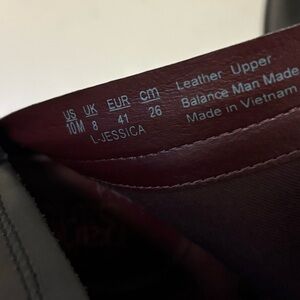 US UK EUR cm
10M 8 41 26
L-JESSICA
Leather Upper
Balance Man Made
Made in Vietnam